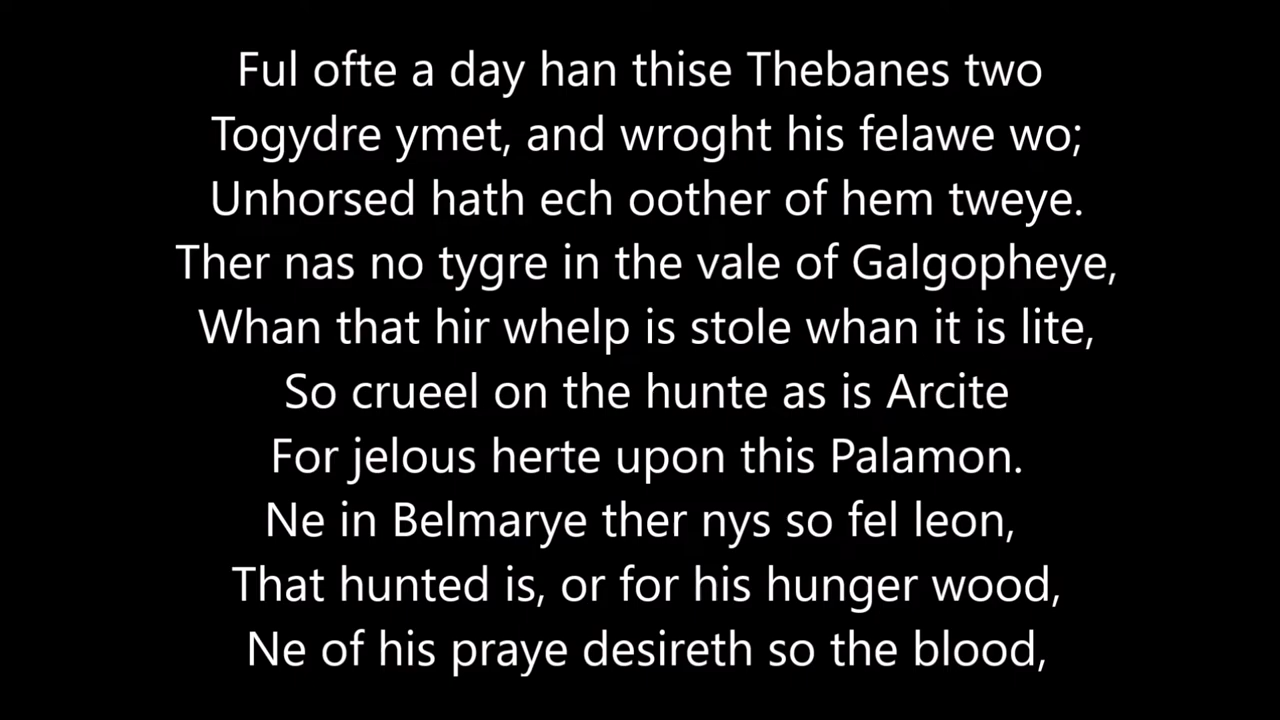 Ful ofte a day han thise Thebanes two
Togydre ymet, and wroght his felawe wo;
Unhorsed hath ech oother of hem tweye.
Ther nas no tygre in the vale of Galgopheye,
Whan that hir whelp is stole whan it is lite,
So crueel on the hunte as is Arcite
For jelous herte upon this Palamon.
Ne in Belmarye ther nys so fel leon,
That hunted is, or for his hunger wood,
Ne of his praye desireth so the blood,